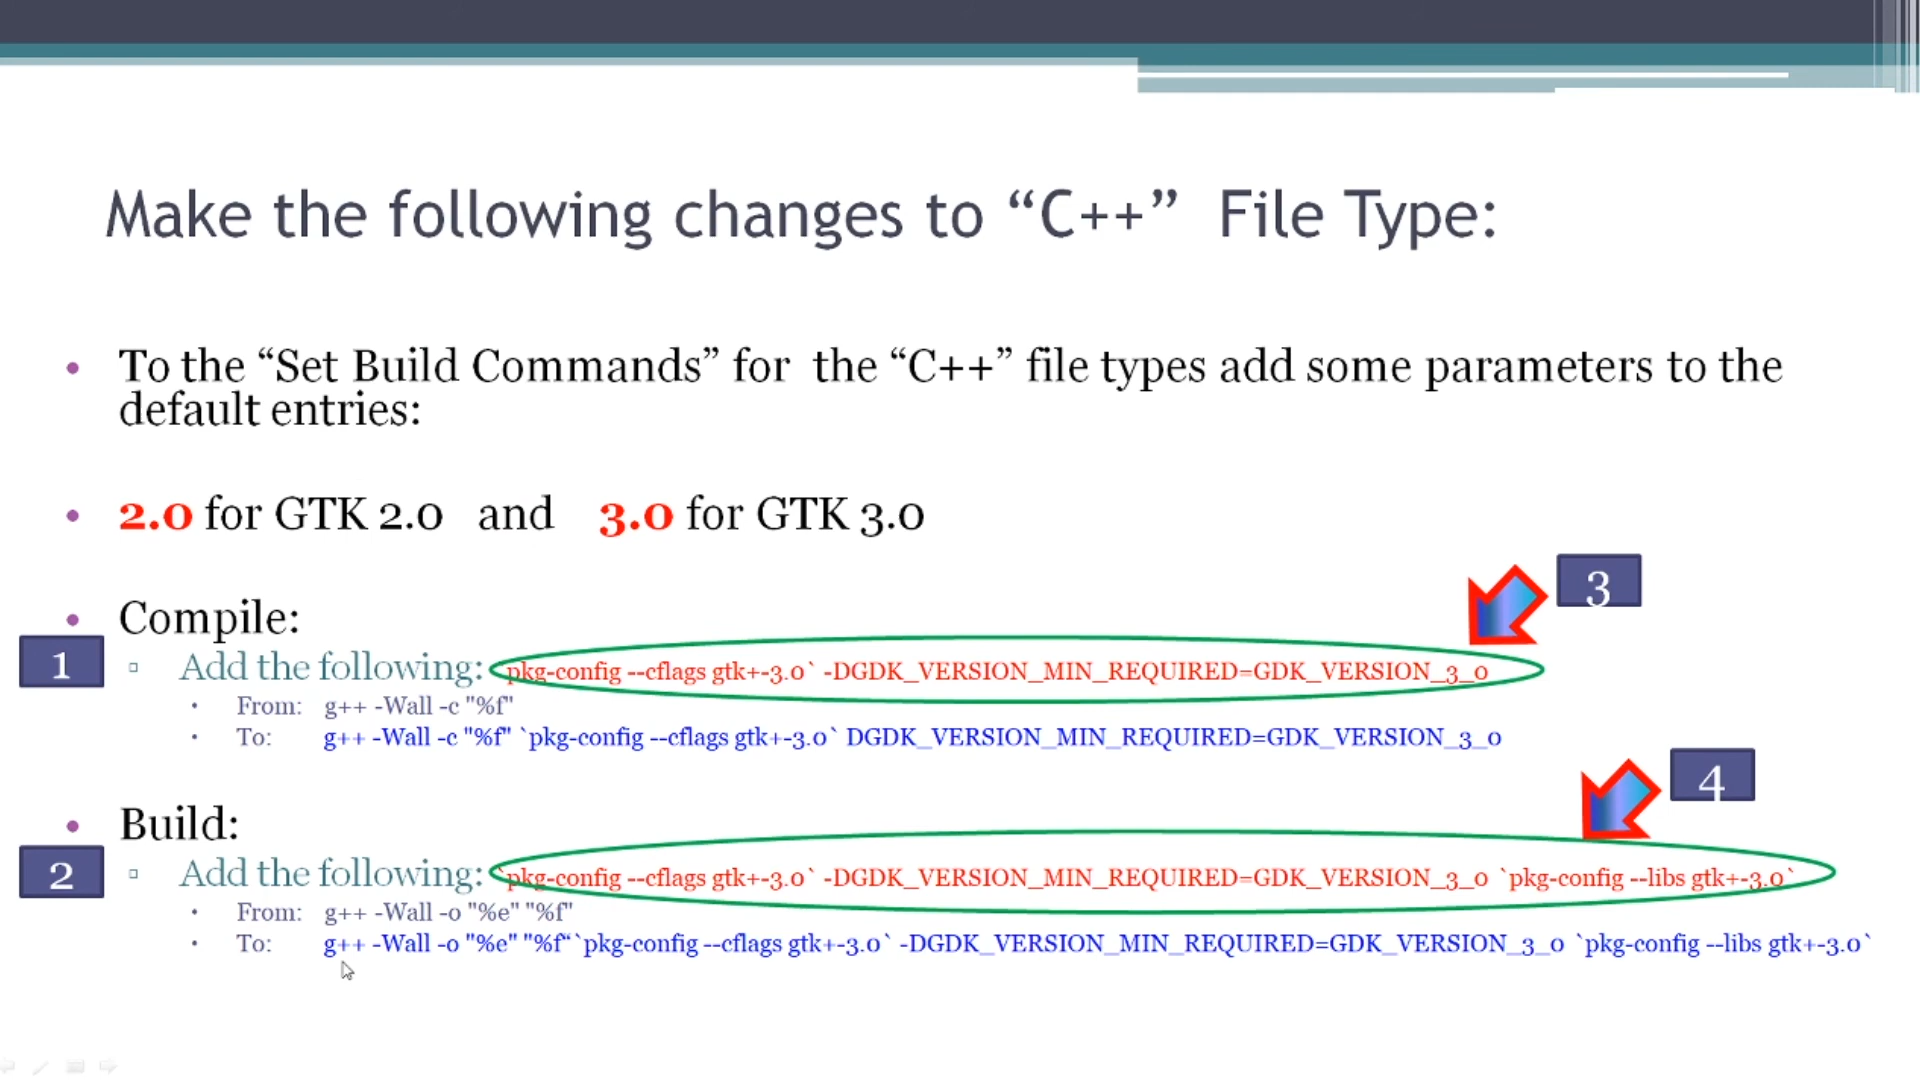 Make the following changes to “C++” File Type:
• To the “Set Build Commands” for the “C++” file types add some parameters to the
default entries:
• 2.0 for GTK 2.0 and 3.0 for GTK 3.0
3
• Compile:
1
▫ Add the following: `pkg-config --cflags gtk+-3.0` -DGDK_VERSION_MIN_REQUIRED=GDK_VERSION_3_0
• From: g++ -Wall -c "%f"
• To: g++ -Wall -c "%f" `pkg-config --cflags gtk+-3.0` DGDK_VERSION_MIN_REQUIRED=GDK_VERSION_3_0
4
• Build:
2
▫ Add the following: `pkg-config --cflags gtk+-3.0` -DGDK_VERSION_MIN_REQUIRED=GDK_VERSION_3_0 `pkg-config --libs gtk+-3.0`
• From: g++ -Wall -o "%e" "%f"
• To: g++ -Wall -o "%e" "%f“`pkg-config --cflags gtk+-3.0` -DGDK_VERSION_MIN_REQUIRED=GDK_VERSION_3_0 `pkg-config --libs gtk+-3.0`